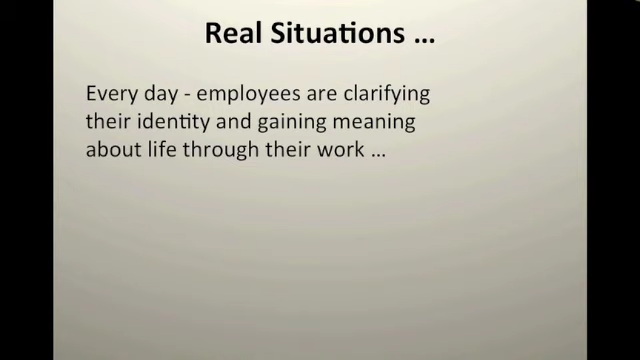 Real Situations ...
Every day - employees are clarifying
their identity and gaining meaning
about life through their work ...